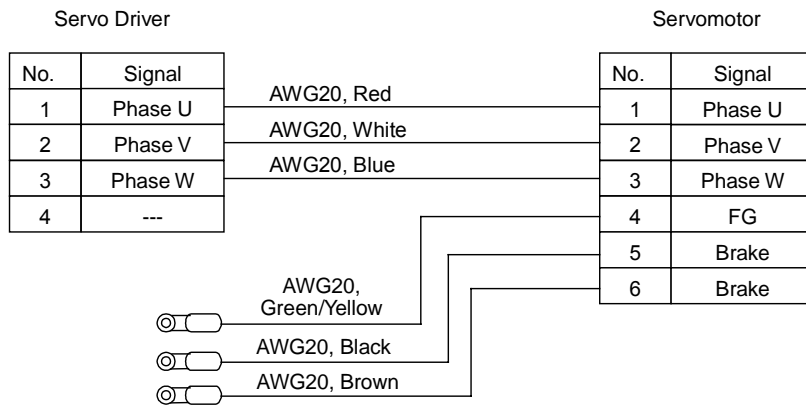 Servo Driver
Servomotor
No. Signal
1 Phase U
2 Phase V
3 Phase W
4 ---
AWG20, Red
AWG20, White
AWG20, Blue
No. Signal
1 Phase U
2 Phase V
3 Phase W
4 FG
5 Brake
6 Brake
AWG20,
Green/Yellow
AWG20, Black
AWG20, Brown